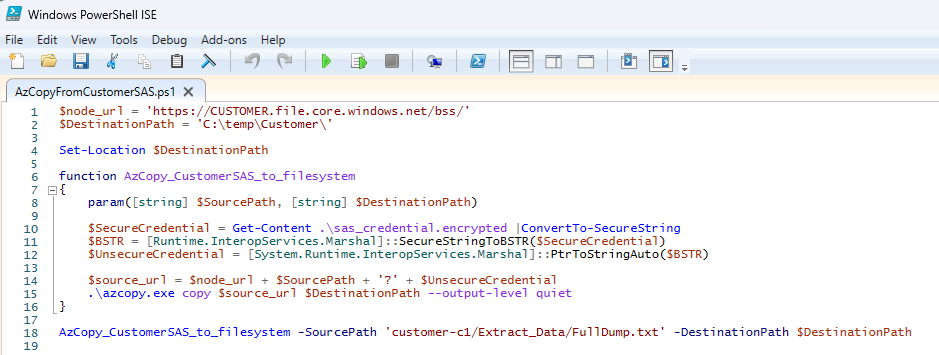 Windows PowerShell ISE
File Edit View Tools Debug Add-ons Help
AzCopyFromCustomerSAS.ps1
1 $node_url = 'https://CUSTOMER.file.core.windows.net/bss/'
2 $DestinationPath = 'C:\temp\Customer\'
3
4 Set-Location $DestinationPath
5
6 function AzCopy_CustomerSAS_to_filesystem
7 {
8     param([string] $SourcePath, [string] $DestinationPath)
9
10     $SecureCredential = Get-Content .\sas_credential.encrypted |ConvertTo-SecureString
11     $BSTR = [Runtime.InteropServices.Marshal]::SecureStringToBSTR($SecureCredential)
12     $UnsecureCredential = [System.Runtime.InteropServices.Marshal]::PtrToStringAuto($BSTR)
13
14     $source_url = $node_url + $SourcePath + '?' + $UnsecureCredential
15     .\azcopy.exe copy $source_url $DestinationPath --output-level quiet
16 }
17
18 AzCopy_CustomerSAS_to_filesystem -SourcePath 'customer-c1/Extract_Data/FullDump.txt' -DestinationPath $DestinationPath
19